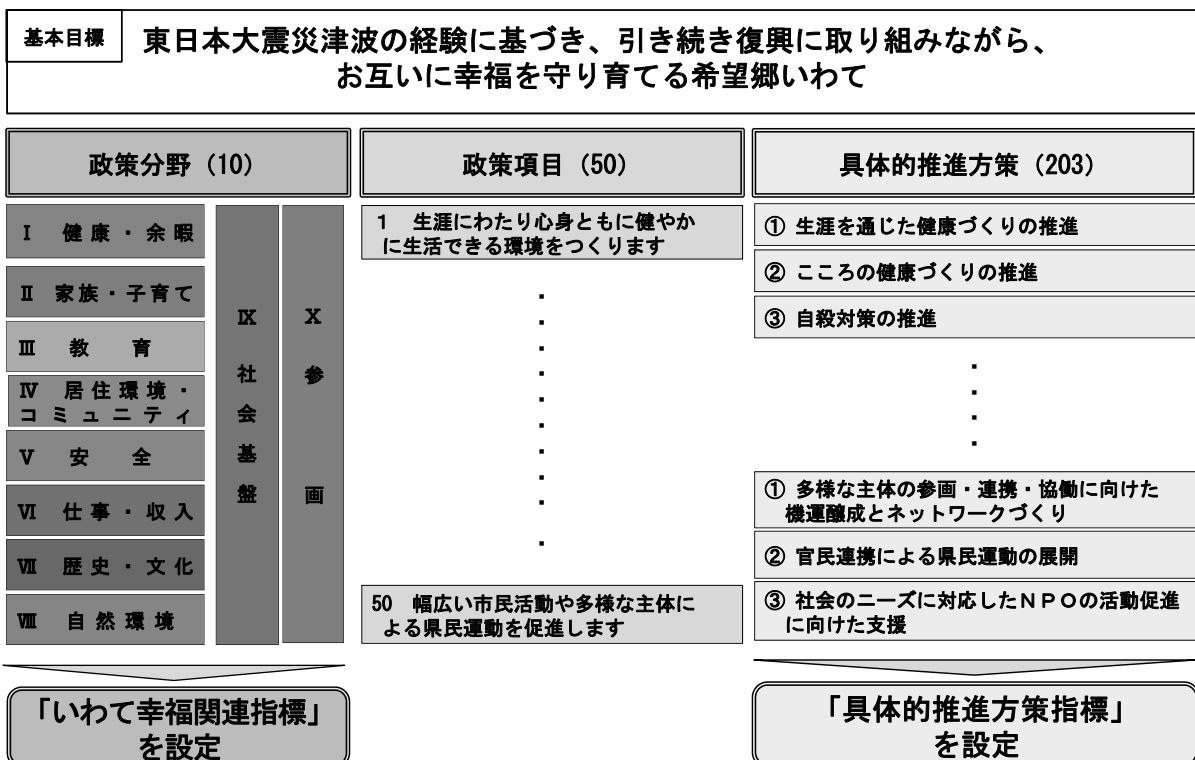 基本目標
東日本大震災津波の経験に基づき、引き続き復興に取り組みながら、
お互いに幸福を守り育てる希望郷いわて
政策分野(10)
政策項目(50)
具体的推進方策(203)
Ⅰ 健康・余暇
Ⅱ 家族・子育て
Ⅲ 教 育
Ⅳ 居住環境・
コミュニティ
Ⅴ 安 全
Ⅵ 仕事・収入
Ⅶ 歴史・文化
Ⅷ 自然環境
Ⅸ 社会基盤
Ⅹ 参画
1 生涯にわたり心身ともに健やか
に生活できる環境をつくります
50 幅広い市民活動や多様な主体に
よる県民運動を促進します
① 生涯を通じた健康づくりの推進
② こころの健康づくりの推進
③ 自殺対策の推進
① 多様な主体の参画・連携・協働に向けた
機運醸成とネットワークづくり
② 官民連携による県民運動の展開
③ 社会のニーズに対応したNPOの活動促進
に向けた支援
「いわて幸福関連指標」
を設定
「具体的推進方策指標」
を設定